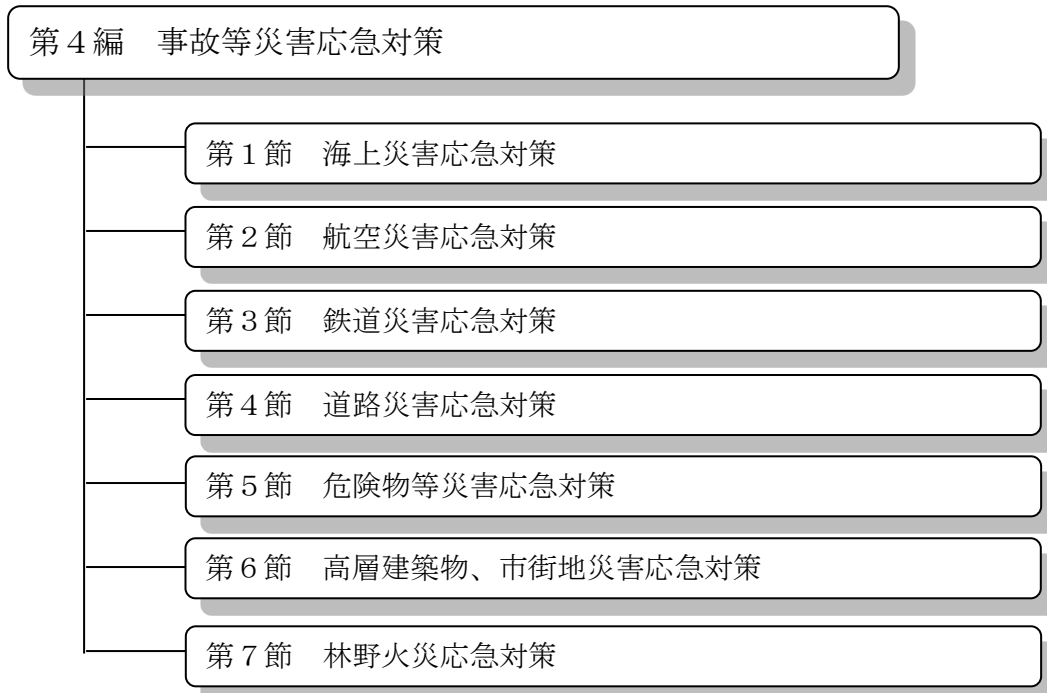 第４編　事故等災害応急対策
第１節　海上災害応急対策
第２節　航空災害応急対策
第３節　鉄道災害応急対策
第４節　道路災害応急対策
第５節　危険物等災害応急対策
第６節　高層建築物、市街地災害応急対策
第７節　林野火災応急対策